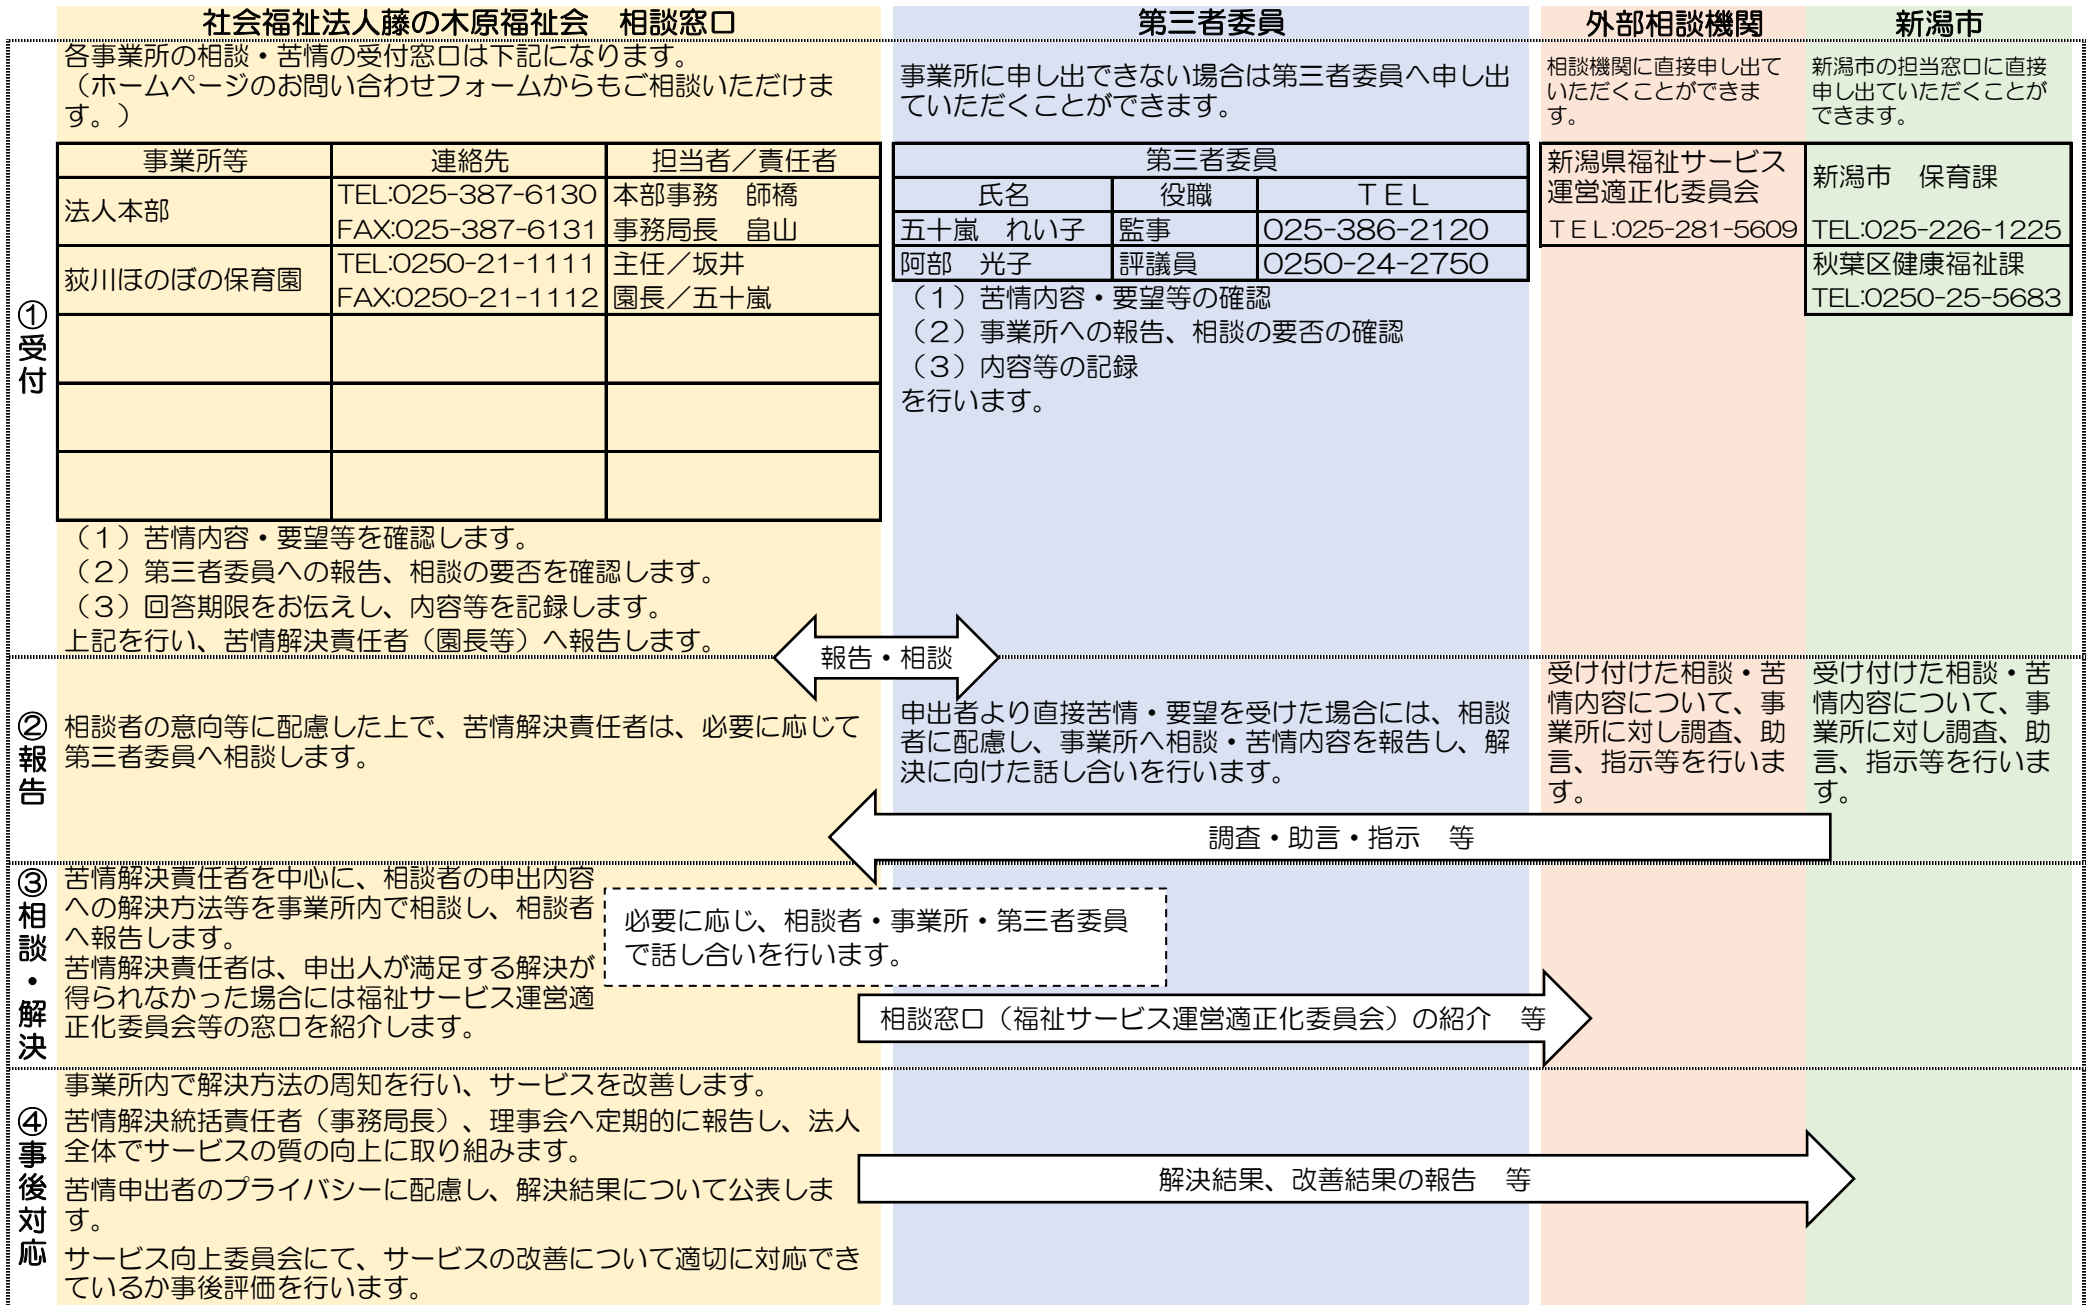 社会福祉法人藤の木原福祉会　相談窓口
第三者委員
外部相談機関
新潟市
①受付
各事業所の相談・苦情の受付窓口は下記になります。
（ホームページのお問い合わせフォームからもご相談いただけま
す。）
事業所等
連絡先
担当者／責任者
法人本部
TEL:025-387-6130
本部事務　師橋
FAX:025-387-6131
事務局長　畠山
荻川ほのぼの保育園
TEL:0250-21-1111
主任／坂井
FAX:0250-21-1112
園長／五十嵐
（１）苦情内容・要望等を確認します。
（２）第三者委員への報告、相談の要否を確認します。
（３）回答期限をお伝えし、内容等を記録します。
上記を行い、苦情解決責任者（園長等）へ報告します。
事業所に申し出できない場合は第三者委員へ申し出
ていただくことができます。
第三者委員
氏名
役職
ＴＥＬ
五十嵐　れい子
監事
025-386-2120
阿部　光子
評議員
0250-24-2750
（１）苦情内容・要望等の確認
（２）事業所への報告、相談の要否の確認
（３）内容等の記録
を行います。
相談機関に直接申し出て
いただくことができま
す。
新潟県福祉サービス
運営適正化委員会
ＴＥＬ:025-281-5609
新潟市の担当窓口に直接
申し出ていただくことが
できます。
新潟市　保育課
TEL:025-226-1225
秋葉区健康福祉課
TEL:0250-25-5683
報告・相談
②報告
相談者の意向等に配慮した上で、苦情解決責任者は、必要に応じて
第三者委員へ相談します。
申出者より直接苦情・要望を受けた場合には、相談
者に配慮し、事業所へ相談・苦情内容を報告し、解
決に向けた話し合いを行います。
受け付けた相談・苦
情内容について、事
業所に対し調査、助
言、指示等を行いま
す。
受け付けた相談・苦
情内容について、事
業所に対し調査、助
言、指示等を行いま
す。
調査・助言・指示　等
③相談・解決
苦情解決責任者を中心に、相談者の申出内容
への解決方法等を事業所内で相談し、相談者
へ報告します。
苦情解決責任者は、申出人が満足する解決が
得られなかった場合には福祉サービス運営適
正化委員会等の窓口を紹介します。
必要に応じ、相談者・事業所・第三者委員
で話し合いを行います。
相談窓口（福祉サービス運営適正化委員会）の紹介　等
④事後対応
事業所内で解決方法の周知を行い、サービスを改善します。
苦情解決統括責任者（事務局長）、理事会へ定期的に報告し、法人
全体でサービスの質の向上に取り組みます。
苦情申出者のプライバシーに配慮し、解決結果について公表しま
す。
サービス向上委員会にて、サービスの改善について適切に対応でき
ているか事後評価を行います。
解決結果、改善結果の報告　等